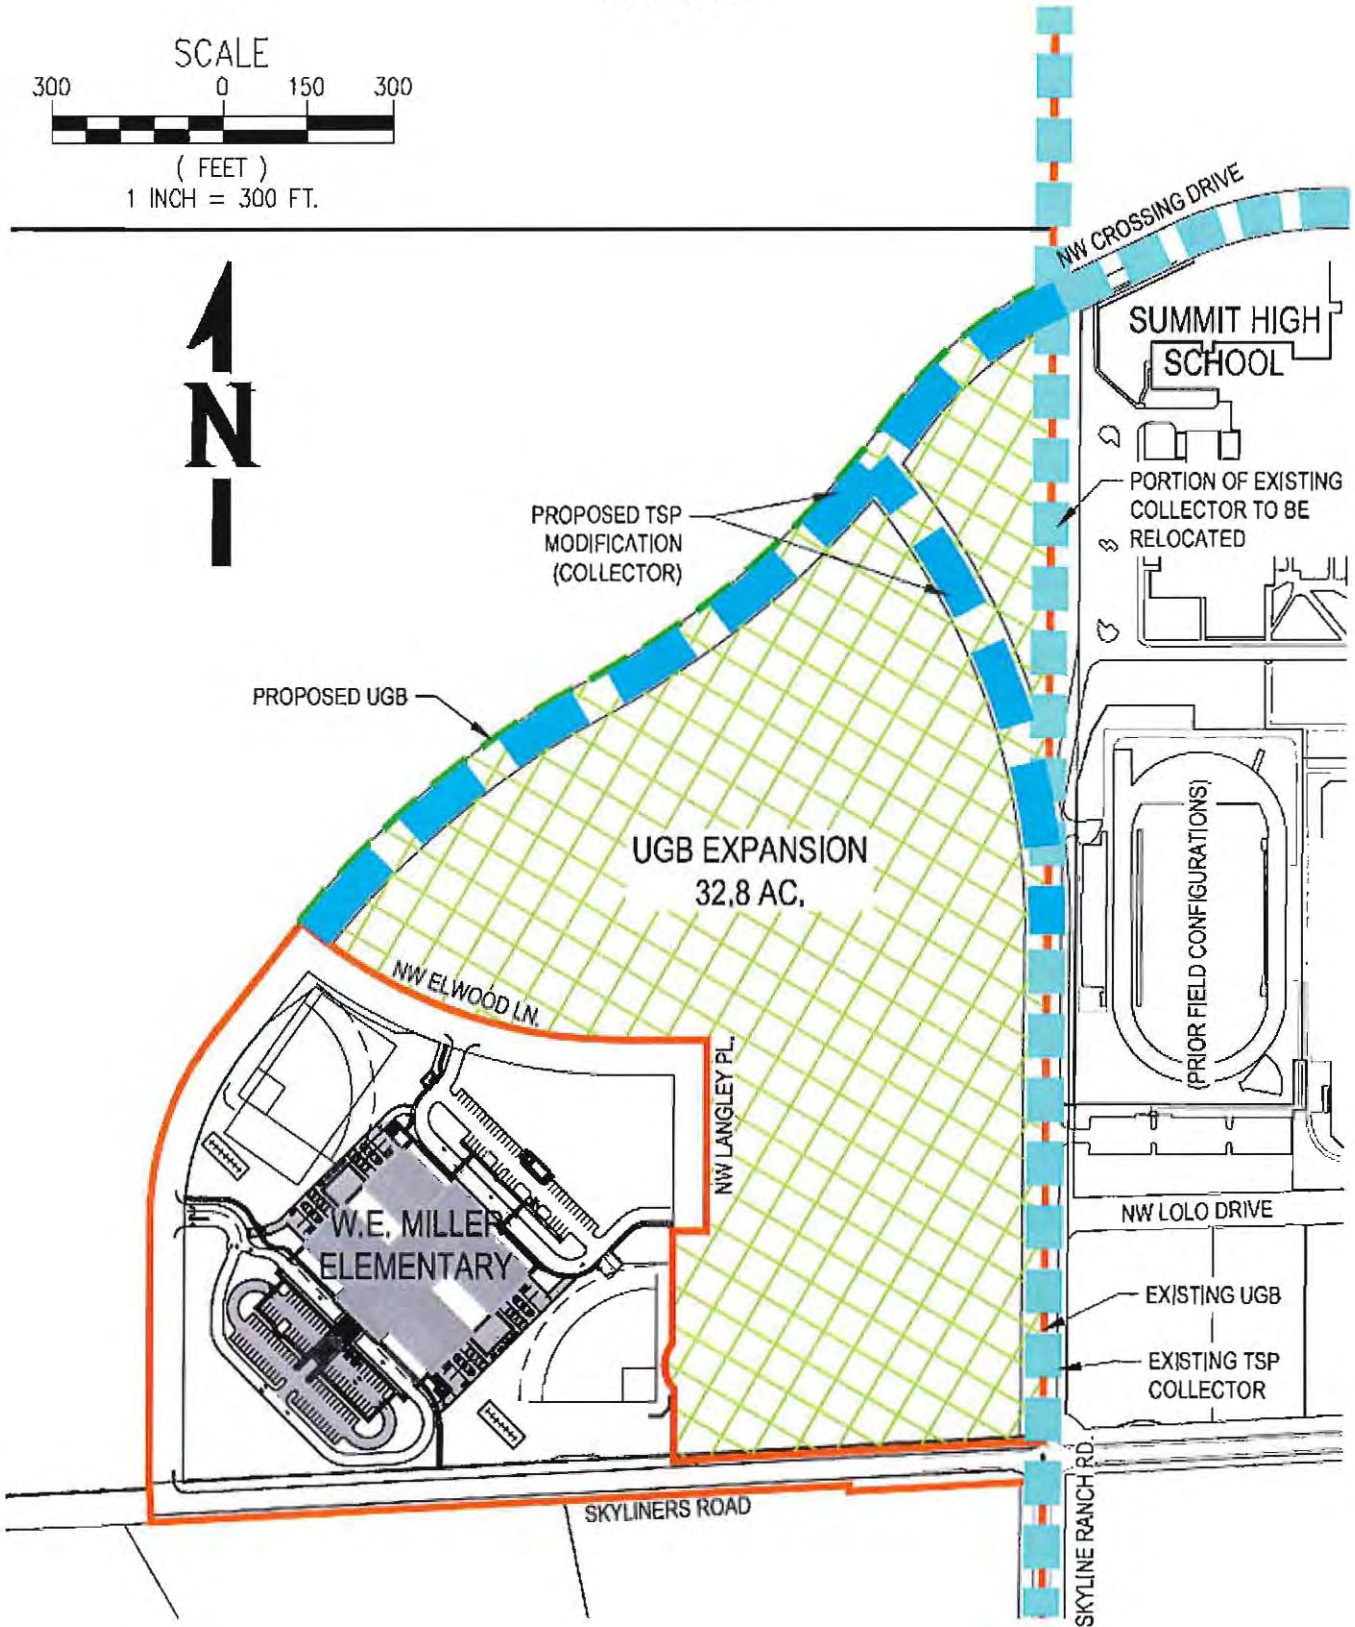 SCALE
300 0 150 300
( FEET )
1 INCH = 300 FT.
NW CROSSING DRIVE
N
SUMMIT HIGH
SCHOOL
PORTION OF EXISTING
COLLECTOR TO BE
RELOCATED
PROPOSED TSP
MODIFICATION
(COLLECTOR)
PROPOSED UGB
UGB EXPANSION
32.8 AC.
(PRIOR FIELD CONFIGURATIONS)
NW ELWOOD LN.
NW LANGLEY PL.
W.E. MILLER
ELEMENTARY
NW LOLO DRIVE
EXISTING UGB
EXISTING TSP
COLLECTOR
SKYLINERS ROAD
SKYLINE RANCH RD.